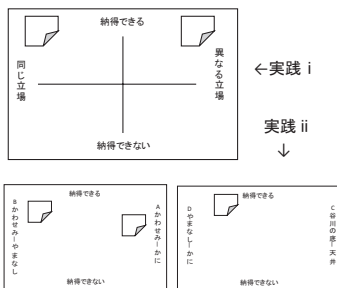 納得できる
同じ立場
異なる立場
納得できない
←実践 i
実践 ii
↓
納得できる
Bかわせみーやまなし
Aかわせみーかに
納得できない
納得できる
Dやまなしーかに
C谷川の底ー天井
納得できない